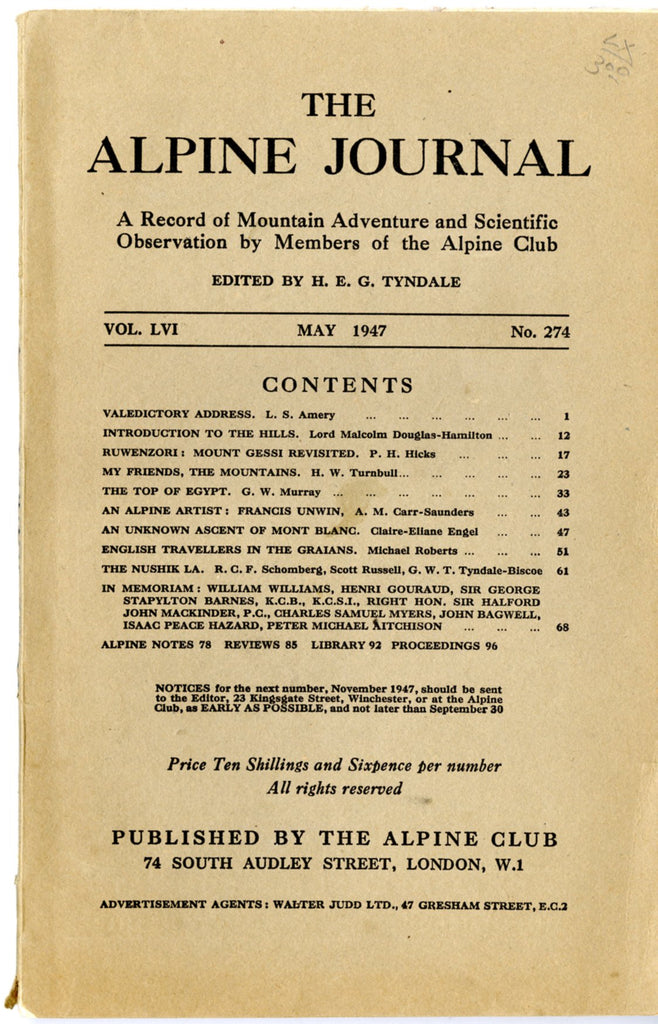 THE
ALPINE JOURNAL
A Record of Mountain Adventure and Scientific
Observation by Members of the Alpine Club
EDITED BY H. E. G. TYNDALE
VOL. LVI MAY 1947 No. 274
CONTENTS
VALEDICTORY ADDRESS. L. S. Amery ... ... ... ... ... ... 1
INTRODUCTION TO THE HILLS. Lord Malcolm Douglas-Hamilton ... ... 12
RUWENZORI: MOUNT GESSI REVISITED. P. H. Hicks ... ... ... 17
MY FRIENDS, THE MOUNTAINS. H. W. Turnbull... ... ... ... ... 23
THE TOP OF EGYPT. G. W. Murray ... ... ... ... ... ... ... 33
AN ALPINE ARTIST: FRANCIS UNWIN, A. M. Carr-Saunders ... ... 43
AN UNKNOWN ASCENT OF MONT BLANC. Claire-Eliane Engel ... ... 47
ENGLISH TRAVELLERS IN THE GRAIANS. Michael Roberts ... ... ... 51
THE NUSHIK LA. R. C. F. Schomberg, Scott Russell, G. W. T. Tyndale-Biscoe 61
IN MEMORIAM: WILLIAM WILLIAMS, HENRI GOURAUD, SIR GEORGE
STAPYLTON BARNES, K.C.B., K.C.S.I., RIGHT HON. SIR HALFORD
JOHN MACKINDER, P.C., CHARLES SAMUEL MYERS, JOHN BAGWELL,
ISAAC PEACE HAZARD, PETER MICHAEL AITCHISON ... ... ... 68
ALPINE NOTES 78 REVIEWS 85 LIBRARY 92 PROCEEDINGS 96
NOTICES for the next number, November 1947, should be sent
to the Editor, 23 Kingsgate Street, Winchester, or at the Alpine
Club, as EARLY AS POSSIBLE, and not later than September 30
Price Ten Shillings and Sixpence per number
All rights reserved
PUBLISHED BY THE ALPINE CLUB
74 SOUTH AUDLEY STREET, LONDON, W.1
ADVERTISEMENT AGENTS: WALTER JUDD LTD., 47 GRESHAM STREET, E.C.2